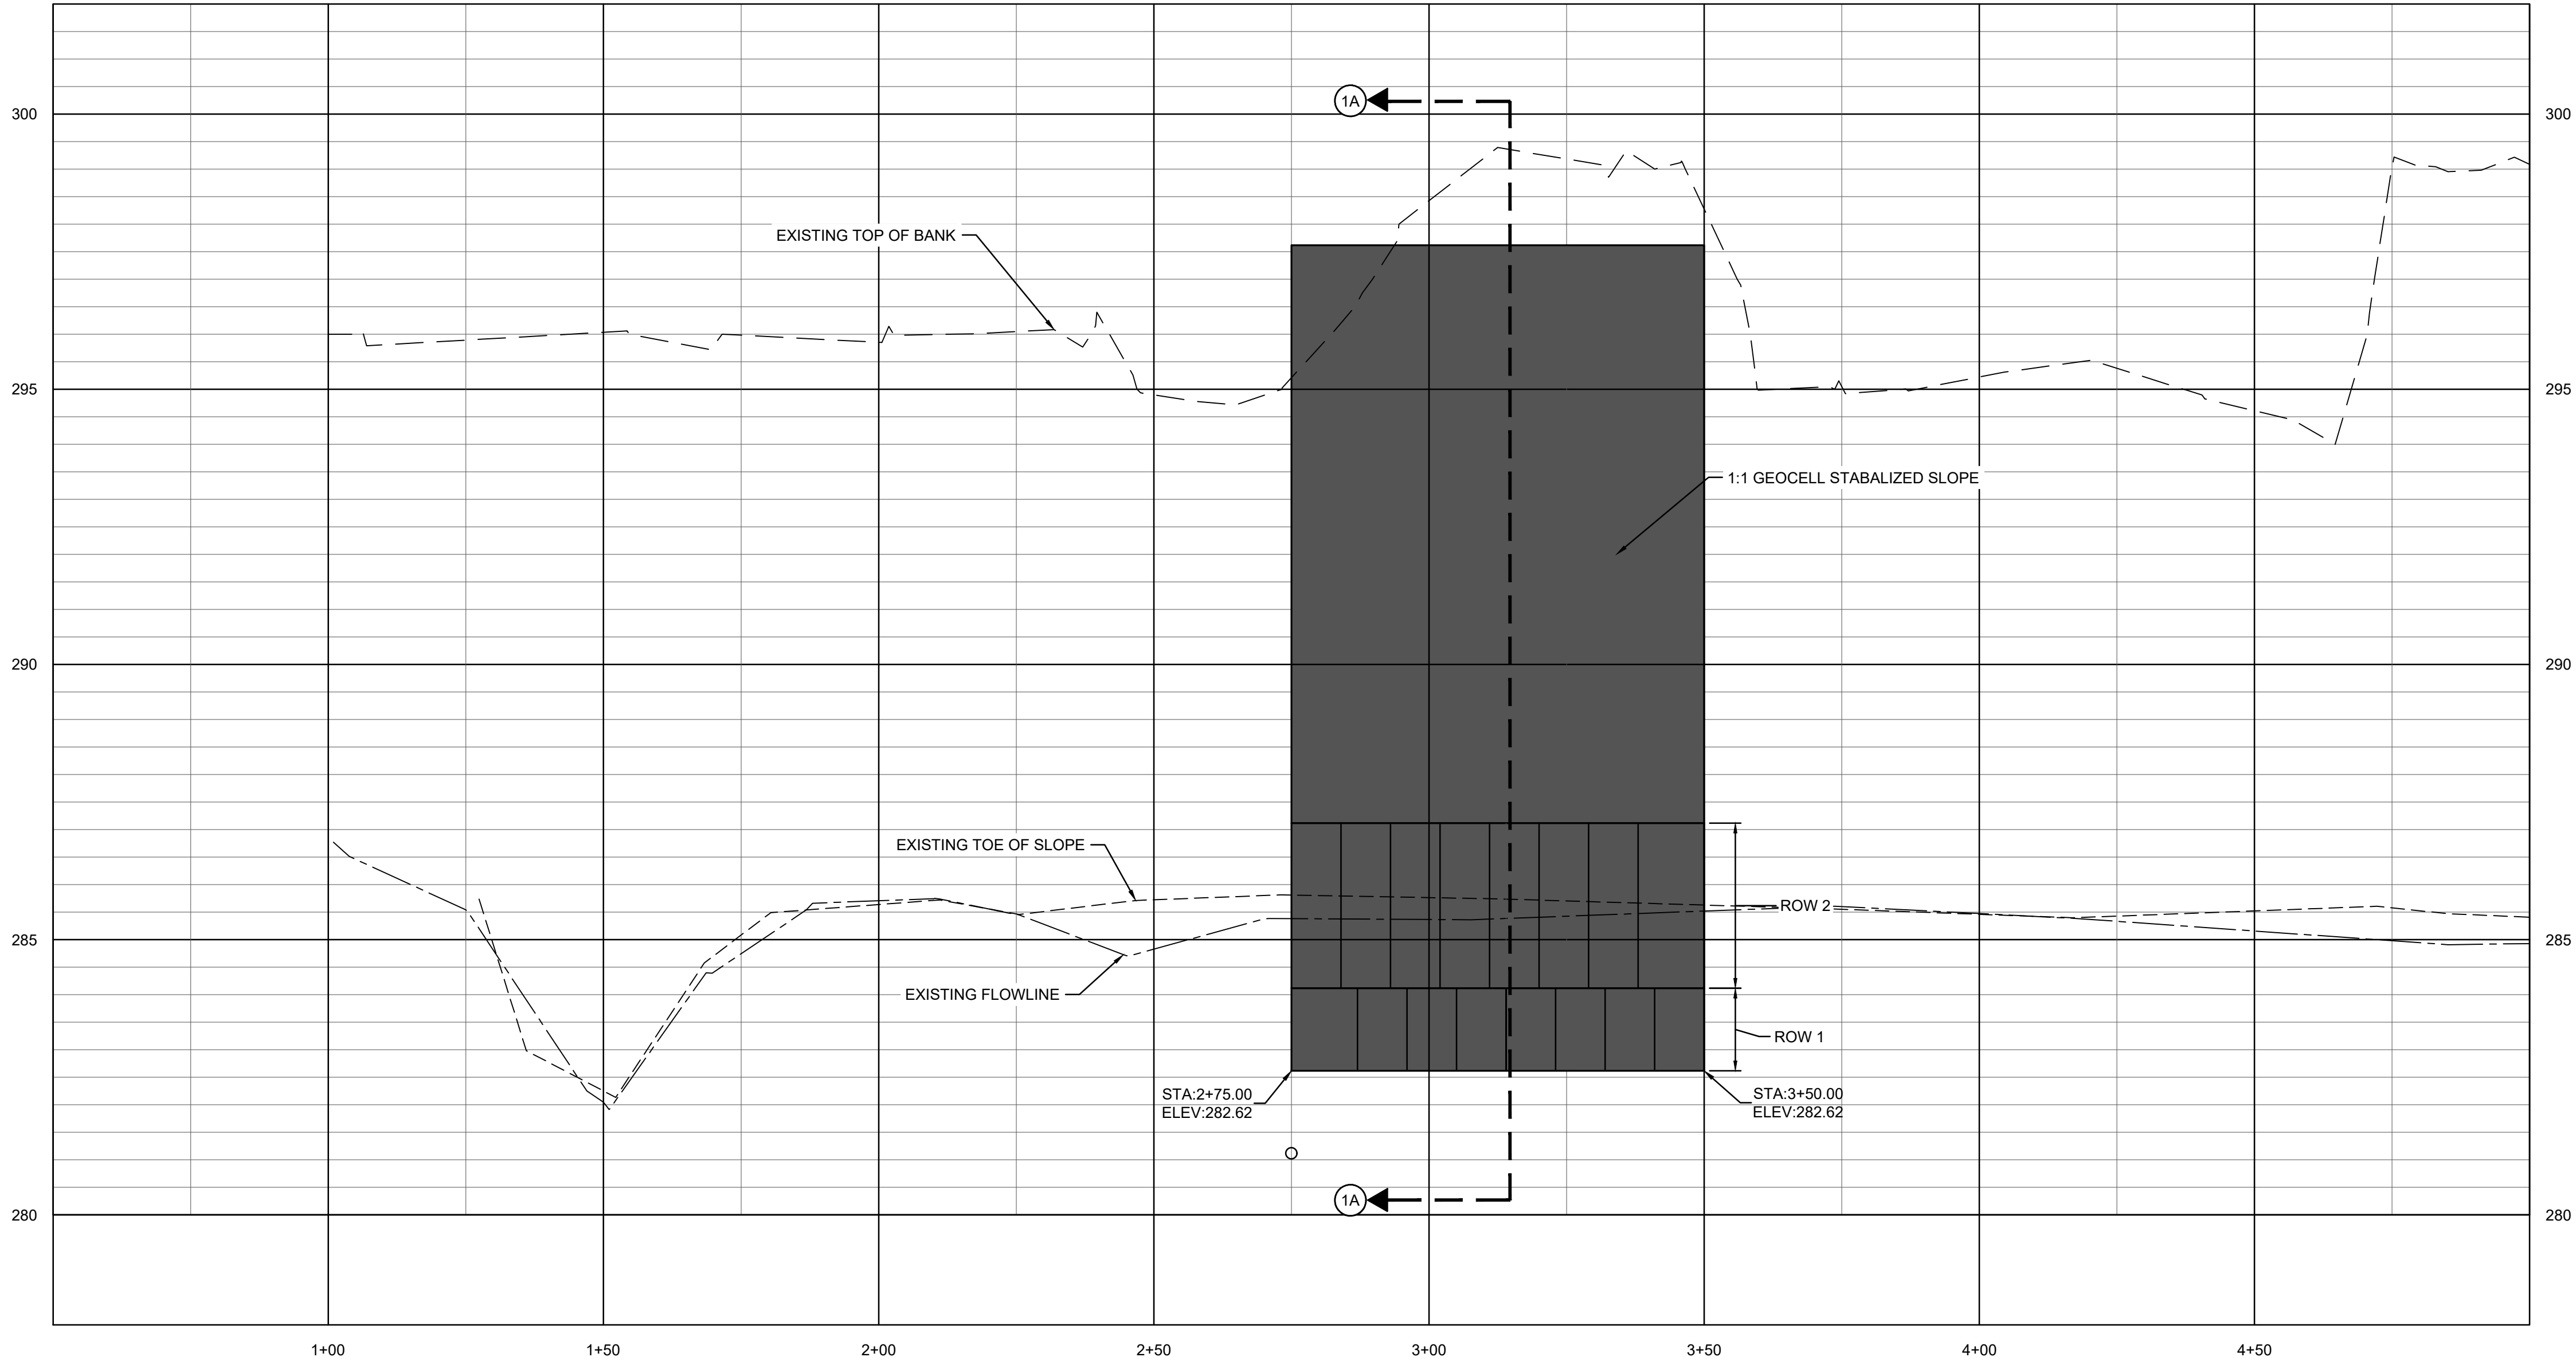 1A
300
300
EXISTING TOP OF BANK
295
295
1:1 GEOCELL STABALIZED SLOPE
290
290
EXISTING TOE OF SLOPE
ROW 2
285
285
EXISTING FLOWLINE
ROW 1
STA:2+75.00
ELEV:282.62
STA:3+50.00
ELEV:282.62
1A
280
280
1+00
1+50
2+00
2+50
3+00
3+50
4+00
4+50